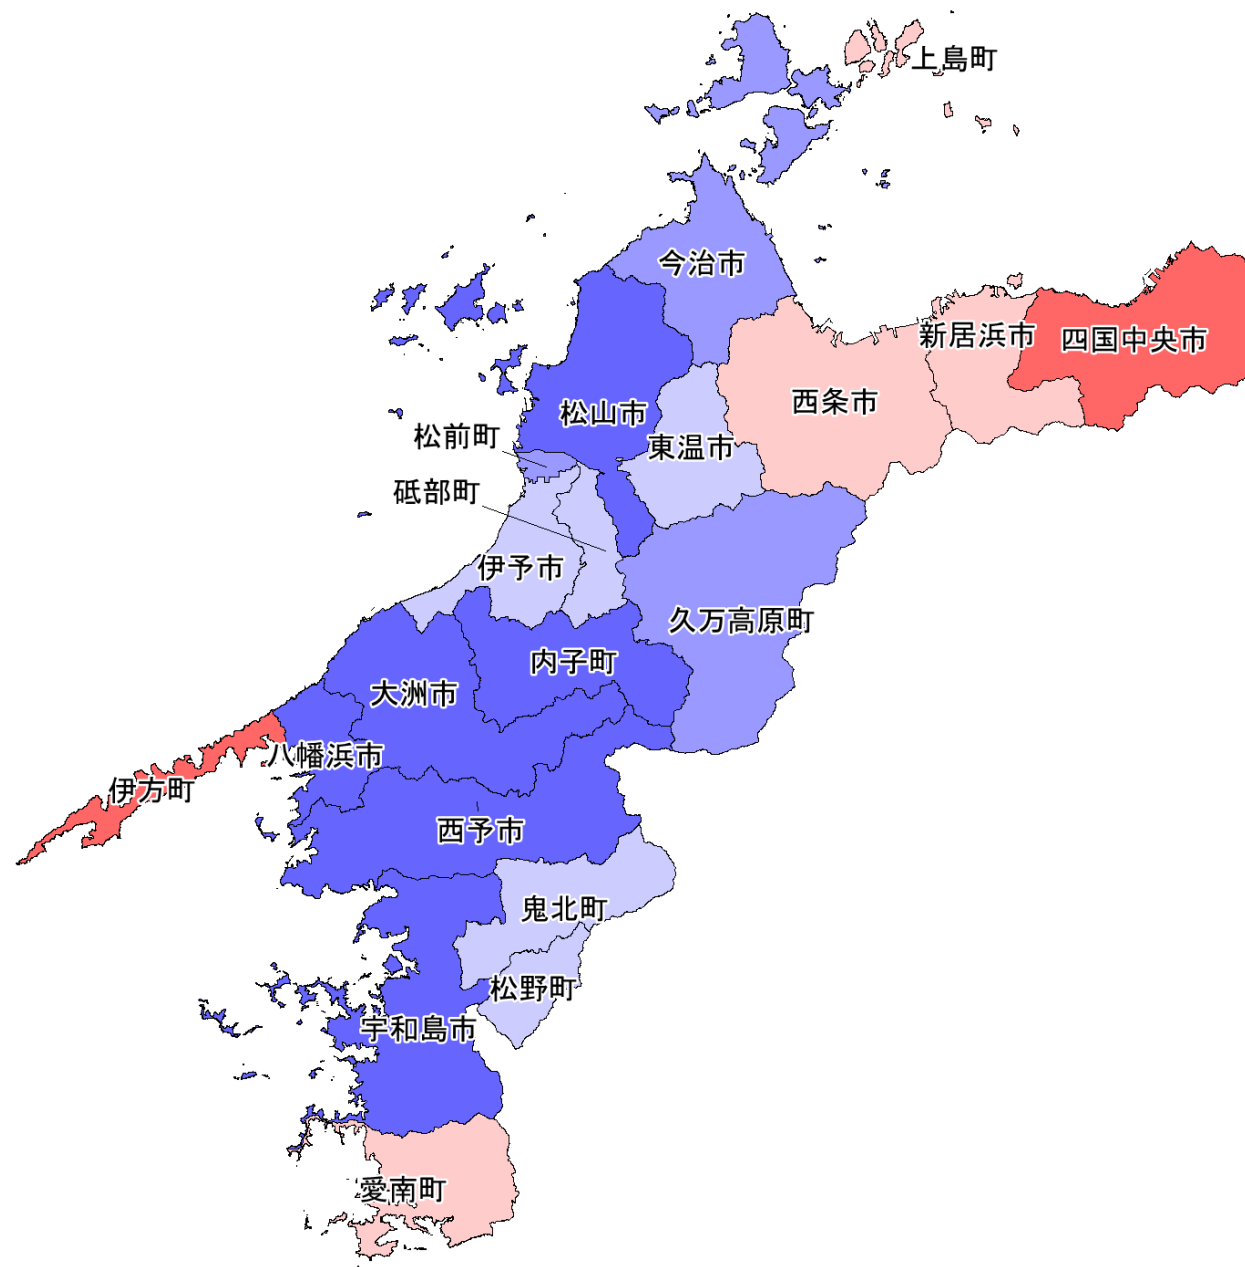 上島町
今治市
新居浜市
四国中央市
西条市
松山市
松前町
東温市
砥部町
伊予市
久万高原町
内子町
大洲市
八幡浜市
伊方町
西予市
鬼北町
松野町
宇和島市
愛南町